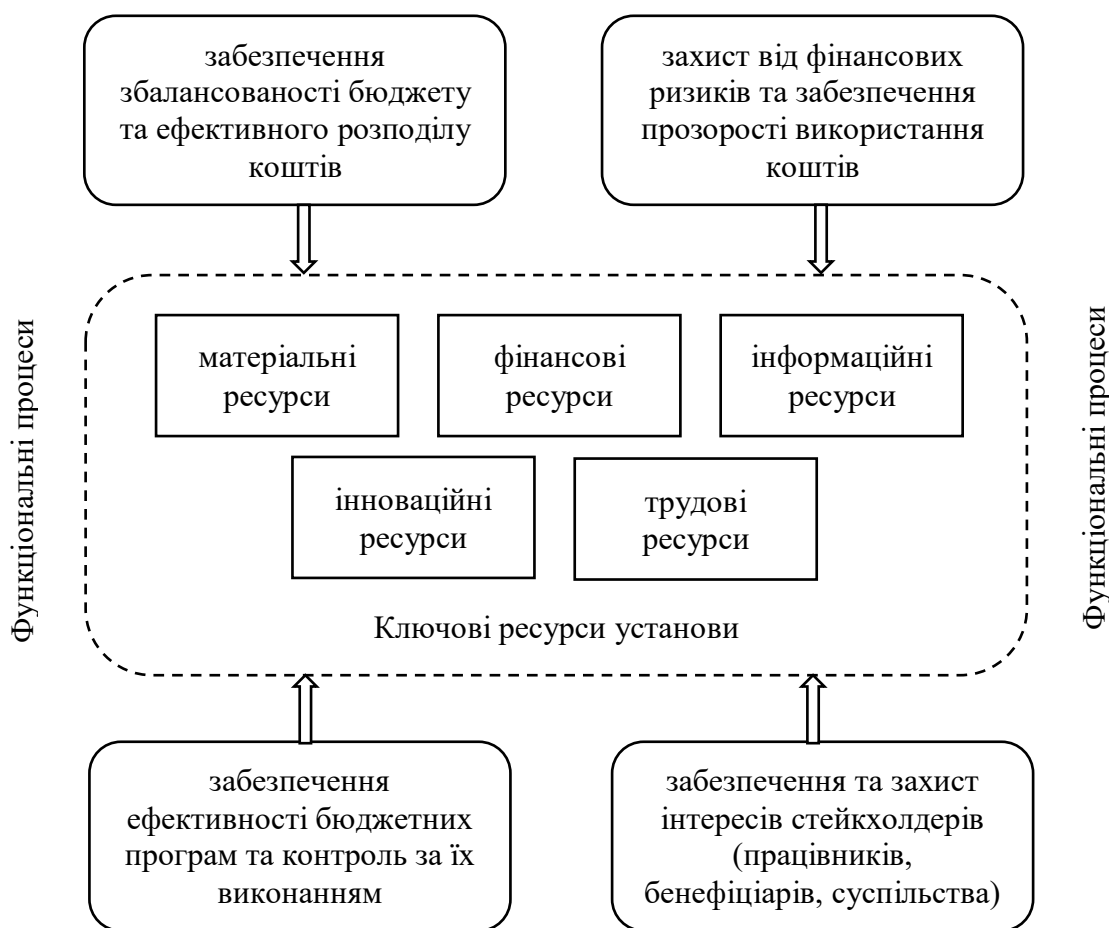 забезпечення
збалансованості бюджету
та ефективного розподілу
коштів
захист від фінансових
ризиків та забезпечення
прозорості використання
коштів
Функціональні процеси
матеріальні
ресурси
фінансові
ресурси
інформаційні
ресурси
інноваційні
ресурси
трудові
ресурси
Ключові ресурси установи
Функціональні процеси
забезпечення
ефективності бюджетних
програм та контроль за їх
виконанням
забезпечення та захист
інтересів стейкхолдерів
(працівників,
бенефіціарів, суспільства)